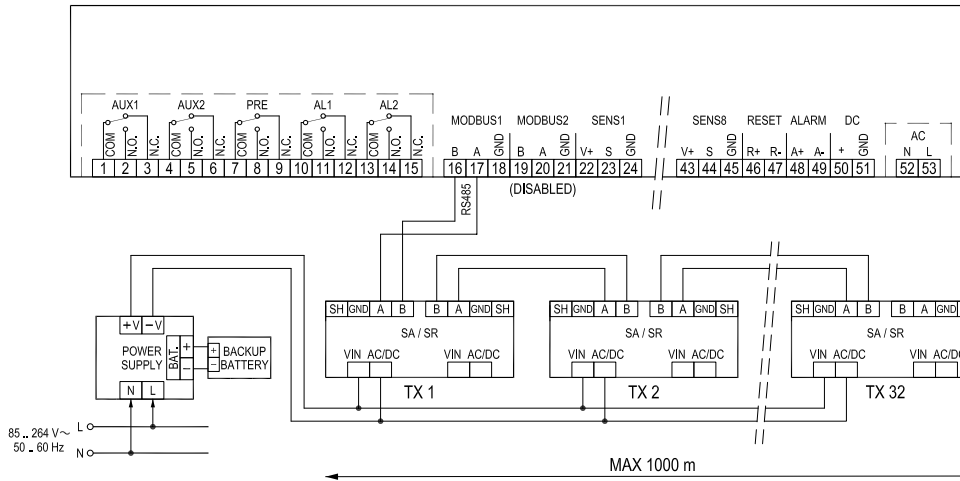 AUX1 AUX2 PRE AL1 AL2
COM N.O. N.C. COM N.O. N.C. COM N.O. N.C. COM N.O. N.C. COM N.O. N.C.
MODBUS1 MODBUS2 SENS1 SENS8 RESET ALARM DC AC
B A GND B A GND V+ S GND V+ S GND R+ R- A+ A- + GND N L
1 2 3 4 5 6 7 8 9 10 11 12 13 14 15 16 17 18 19 20 21 22 23 24 43 44 45 46 47 48 49 50 51 52 53
(DISABLED)
RS485
SH GND A B B A GND SH
SA / SR
VIN AC/DC VIN AC/DC
TX 1
SH GND A B B A GND SH
SA / SR
VIN AC/DC VIN AC/DC
TX 2
SH GND A B B A GND
SA / SR
VIN AC/DC VIN AC/DC
TX 32
+V -V
POWER
SUPPLY
BAT.
+
-
N L
+
-
BACKUP
BATTERY
85 .. 264 V~
50 - 60 Hz
L
N
MAX 1000 m